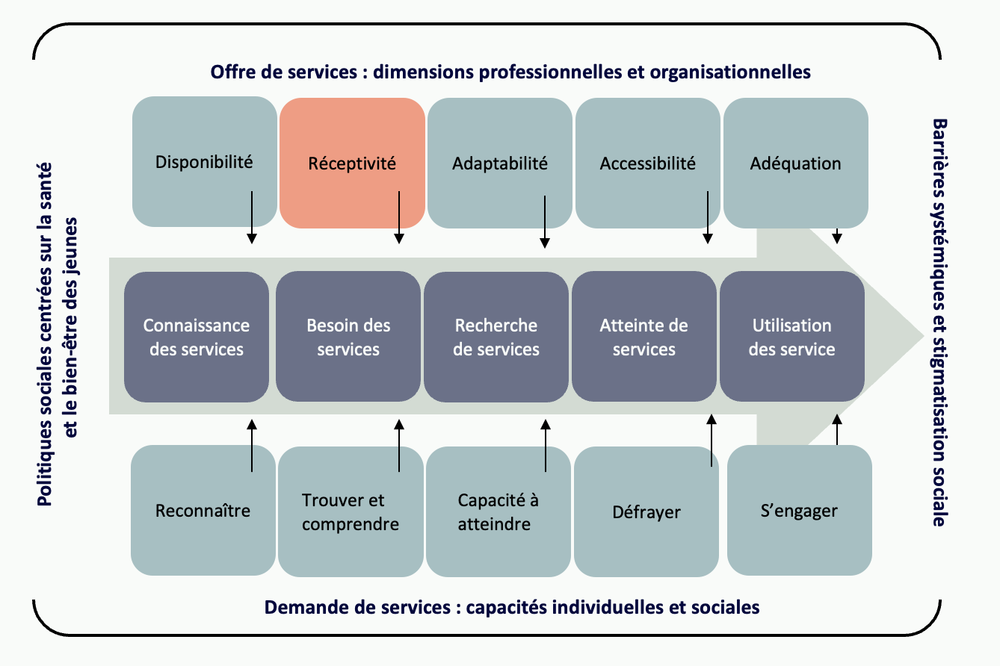 Offre de services : dimensions professionnelles et organisationnelles
Disponibilité
Réceptivité
Adaptabilité
Accessibilité
Adéquation
Politiques sociales centrées sur la santé
et le bien-être des jeunes
Barrières systémiques et stigmatisation sociale
Connaissance
des services
Besoin des
services
Recherche
de services
Atteinte de
services
Utilisation
des service
Reconnaître
Trouver et
comprendre
Capacité à
atteindre
Défrayer
S’engager
Demande de services : capacités individuelles et sociales